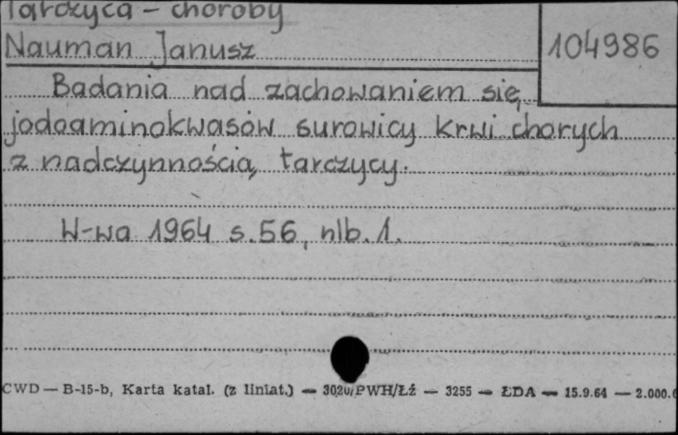 Tarczyca - choroby
Nauman Janusz
104986
Badania nad zachowaniem się
jodoaminokwasów surowicy krwi chorych
z nadczynnością tarczycy.
W-wa 1964 s.56, nlb.1.
CWD — B-15-b, Karta katal. (z liniat.) — 3020/PWH/Łź — 3255 — ŁDA — 15.9.64 — 2.000.